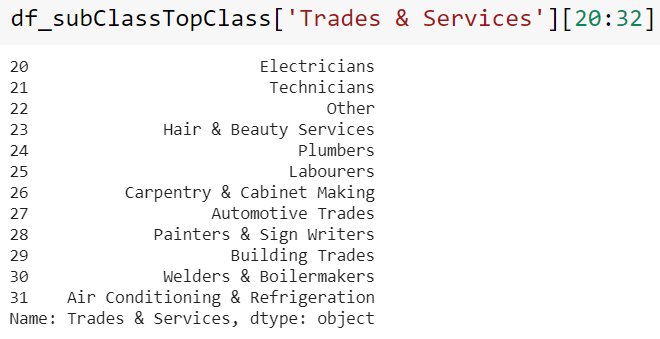 df_subClassTopClass['Trades & Services'][20:32]
20 Electricians
21 Technicians
22 Other
23 Hair & Beauty Services
24 Plumbers
25 Labourers
26 Carpentry & Cabinet Making
27 Automotive Trades
28 Painters & Sign Writers
29 Building Trades
30 Welders & Boilermakers
31 Air Conditioning & Refrigeration
Name: Trades & Services, dtype: object